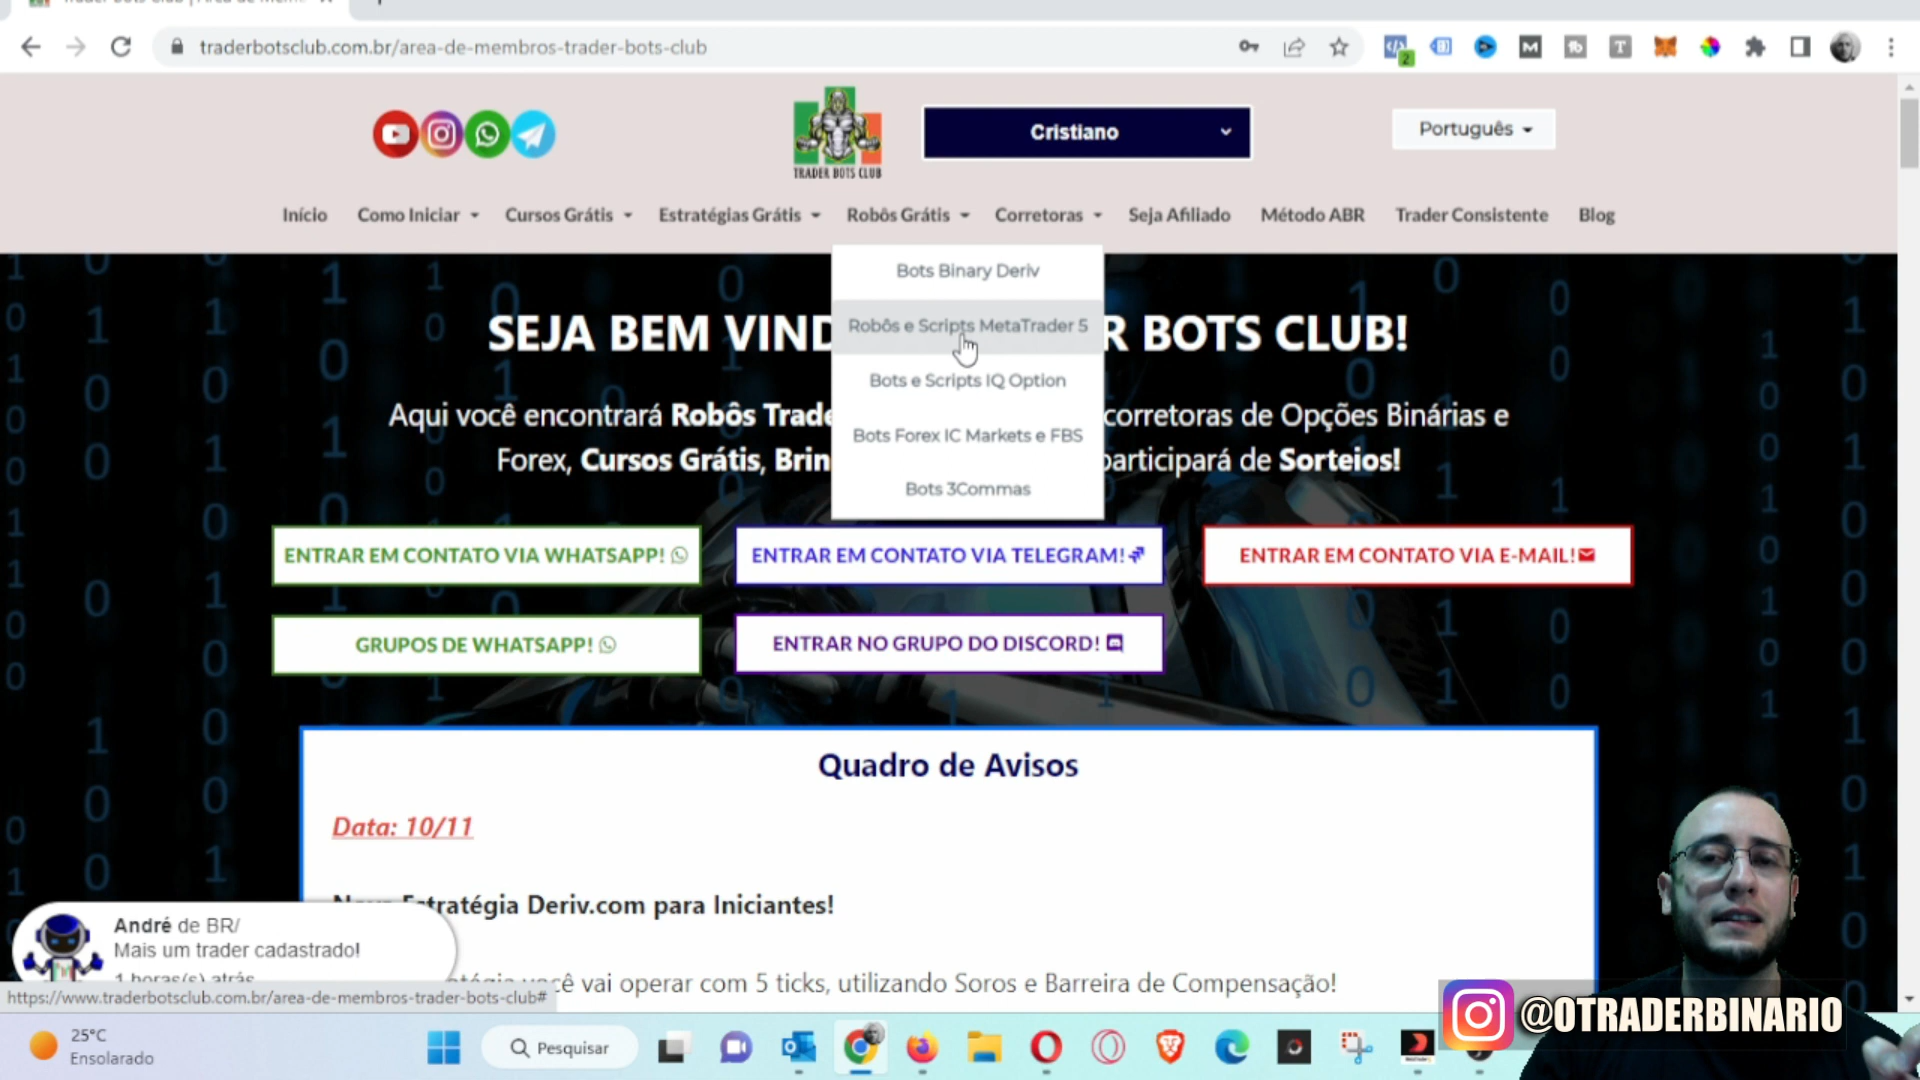 traderbotsclub.com.br/area-de-membros-trader-bots-club
2
TRADER BOTS CLUB
Cristiano
Português
Início
Como Iniciar
Cursos Grátis
Estratégias Grátis
Robôs Grátis
Corretoras
Seja Afiliado
Método ABR
Trader Consistente
Blog
Bots Binary Deriv
Robôs e Scripts MetaTrader 5
Bots e Scripts IQ Option
Bots Forex IC Markets e FBS
Bots 3Commas
SEJA BEM VIND R BOTS CLUB!
Aqui você encontrará Robôs Trade corretoras de Opções Binárias e
Forex, Cursos Grátis, Brin participará de Sorteios!
ENTRAR EM CONTATO VIA WHATSAPP!
ENTRAR EM CONTATO VIA TELEGRAM!
ENTRAR EM CONTATO VIA E-MAIL!
GRUPOS DE WHATSAPP!
ENTRAR NO GRUPO DO DISCORD!
Quadro de Avisos
Data: 10/11
Estratégia Deriv.com para Iniciantes!
você vai operar com 5 ticks, utilizando Soros e Barreira de Compensação!
André de BR/
Mais um trader cadastrado!
1 horas(s) atrás
https://www.traderbotsclub.com.br/area-de-membros-trader-bots-club#
@OTRADERBINARIO
25°C
Ensolarado
Pesquisar